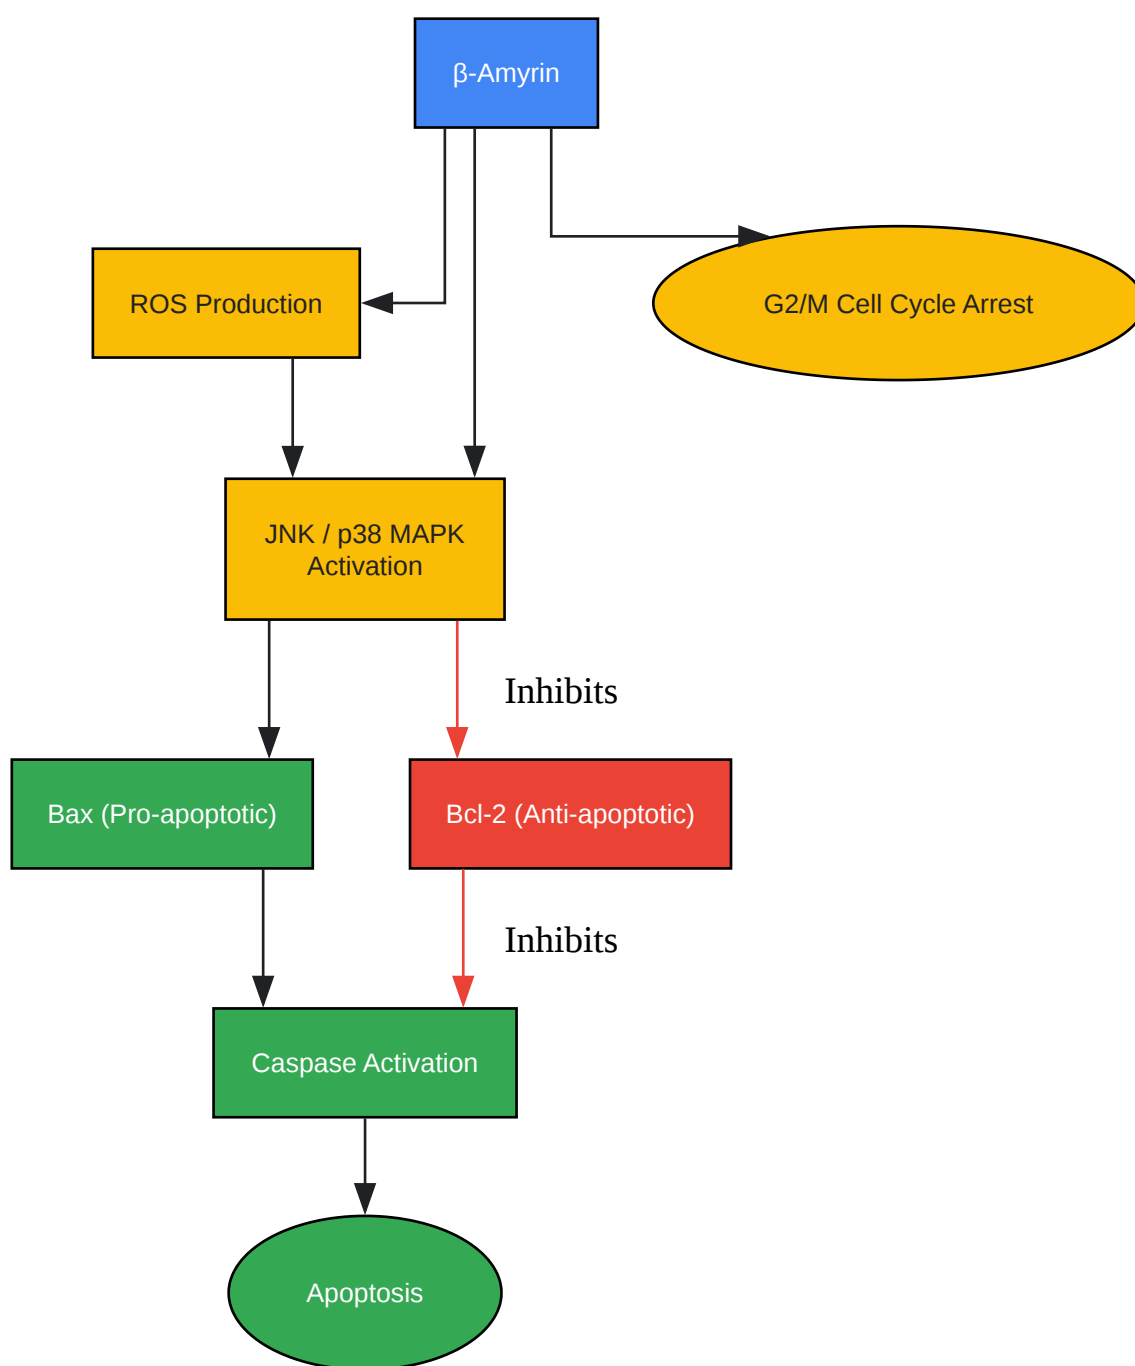 β-Amyrin
ROS Production
G2/M Cell Cycle Arrest
JNK / p38 MAPK
Activation
Inhibits
Bax (Pro-apoptotic)
Bcl-2 (Anti-apoptotic)
Inhibits
Caspase Activation
Apoptosis